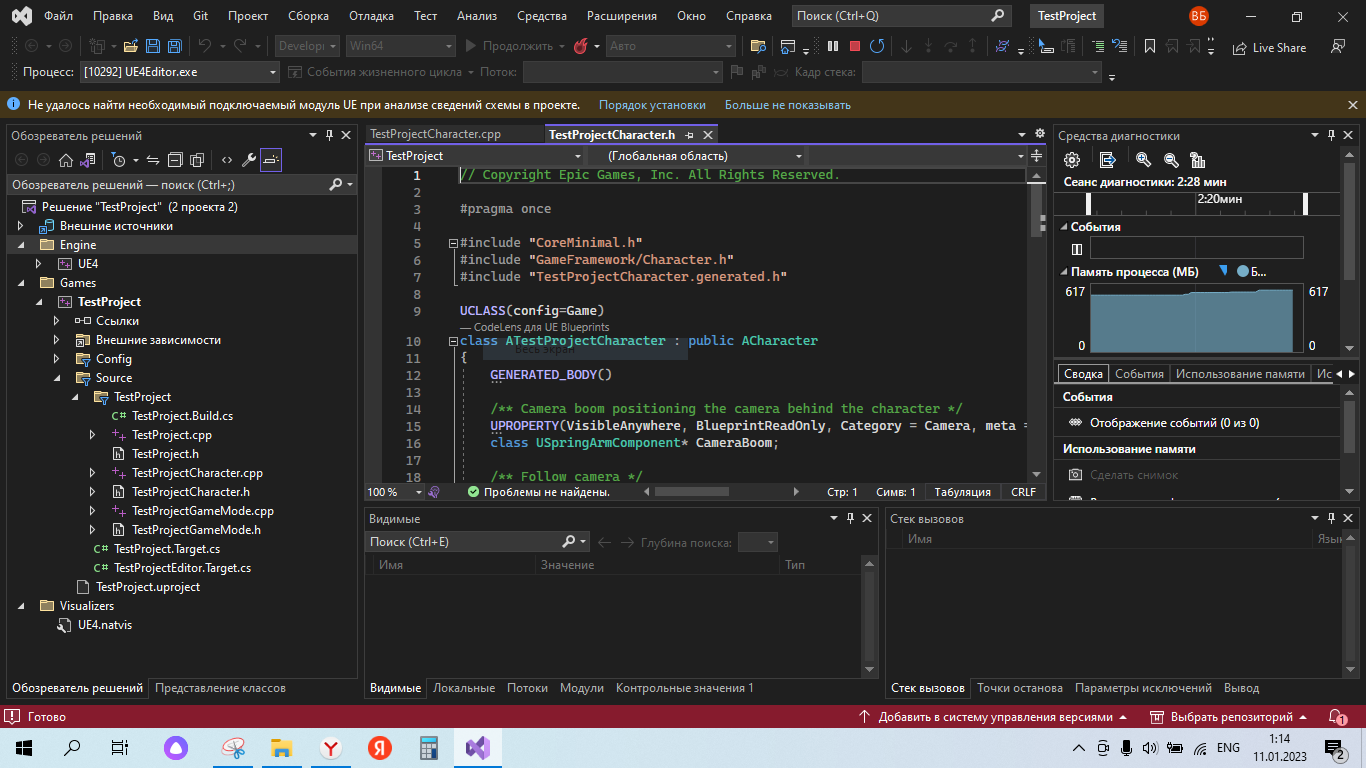 Файл Правка Вид Git Проект Сборка Отладка Тест Анализ Средства Расширения Окно Справка Поиск (Ctrl+Q) TestProject ВБ
Develop Win64 Продолжить Авто Live Share
Процесс: [10292] UE4Editor.exe События жизненного цикла Поток: Кадр стека:
Не удалось найти необходимый подключаемый модуль UE при анализе сведений схемы в проекте. Порядок установки Больше не показывать
Обозреватель решений
Обозреватель решений — поиск (Ctrl+;)
Решение "TestProject" (2 проекта 2)
Внешние источники
Engine
UE4
Games
TestProject
Ссылки
Внешние зависимости
Config
Source
TestProject
TestProject.Build.cs
TestProject.cpp
TestProject.h
TestProjectCharacter.cpp
TestProjectCharacter.h
TestProjectGameMode.cpp
TestProjectGameMode.h
TestProject.Target.cs
TestProjectEditor.Target.cs
TestProject.uproject
Visualizers
UE4.natvis
Обозреватель решений Представление классов
TestProjectCharacter.cpp TestProjectCharacter.h
TestProject (Глобальная область)
1 // Copyright Epic Games, Inc. All Rights Reserved.
2
3 #pragma once
4
5 #include "CoreMinimal.h"
6 #include "GameFramework/Character.h"
7 #include "TestProjectCharacter.generated.h"
8
9 UCLASS(config=Game)
— CodeLens для UE Blueprints
10 class ATestProjectCharacter : public ACharacter
Весь экран
11 {
12 GENERATED_BODY()
13
14 /** Camera boom positioning the camera behind the character */
15 UPROPERTY(VisibleAnywhere, BlueprintReadOnly, Category = Camera, meta =
16 class USpringArmComponent* CameraBoom;
17
18 /** Follow camera */
100 % Проблемы не найдены. Стр: 1 Симв: 1 Табуляция CRLF
Средства диагностики
Сеанс диагностики: 2:28 мин
2:20мин
События
Память процесса (МБ) Б...
617 617
0 0
Сводка События Использование памяти Ис
События
Отображение событий (0 из 0)
Использование памяти
Сделать снимок
Видимые
Поиск (Ctrl+E) Глубина поиска:
Имя Значение Тип
Видимые Локальные Потоки Модули Контрольные значения 1
Стек вызовов
Имя Язык
Стек вызовов Точки останова Параметры исключений Вывод
Готово Добавить в систему управления версиями Выбрать репозиторий 1
ENG 1:14
11.01.2023 2